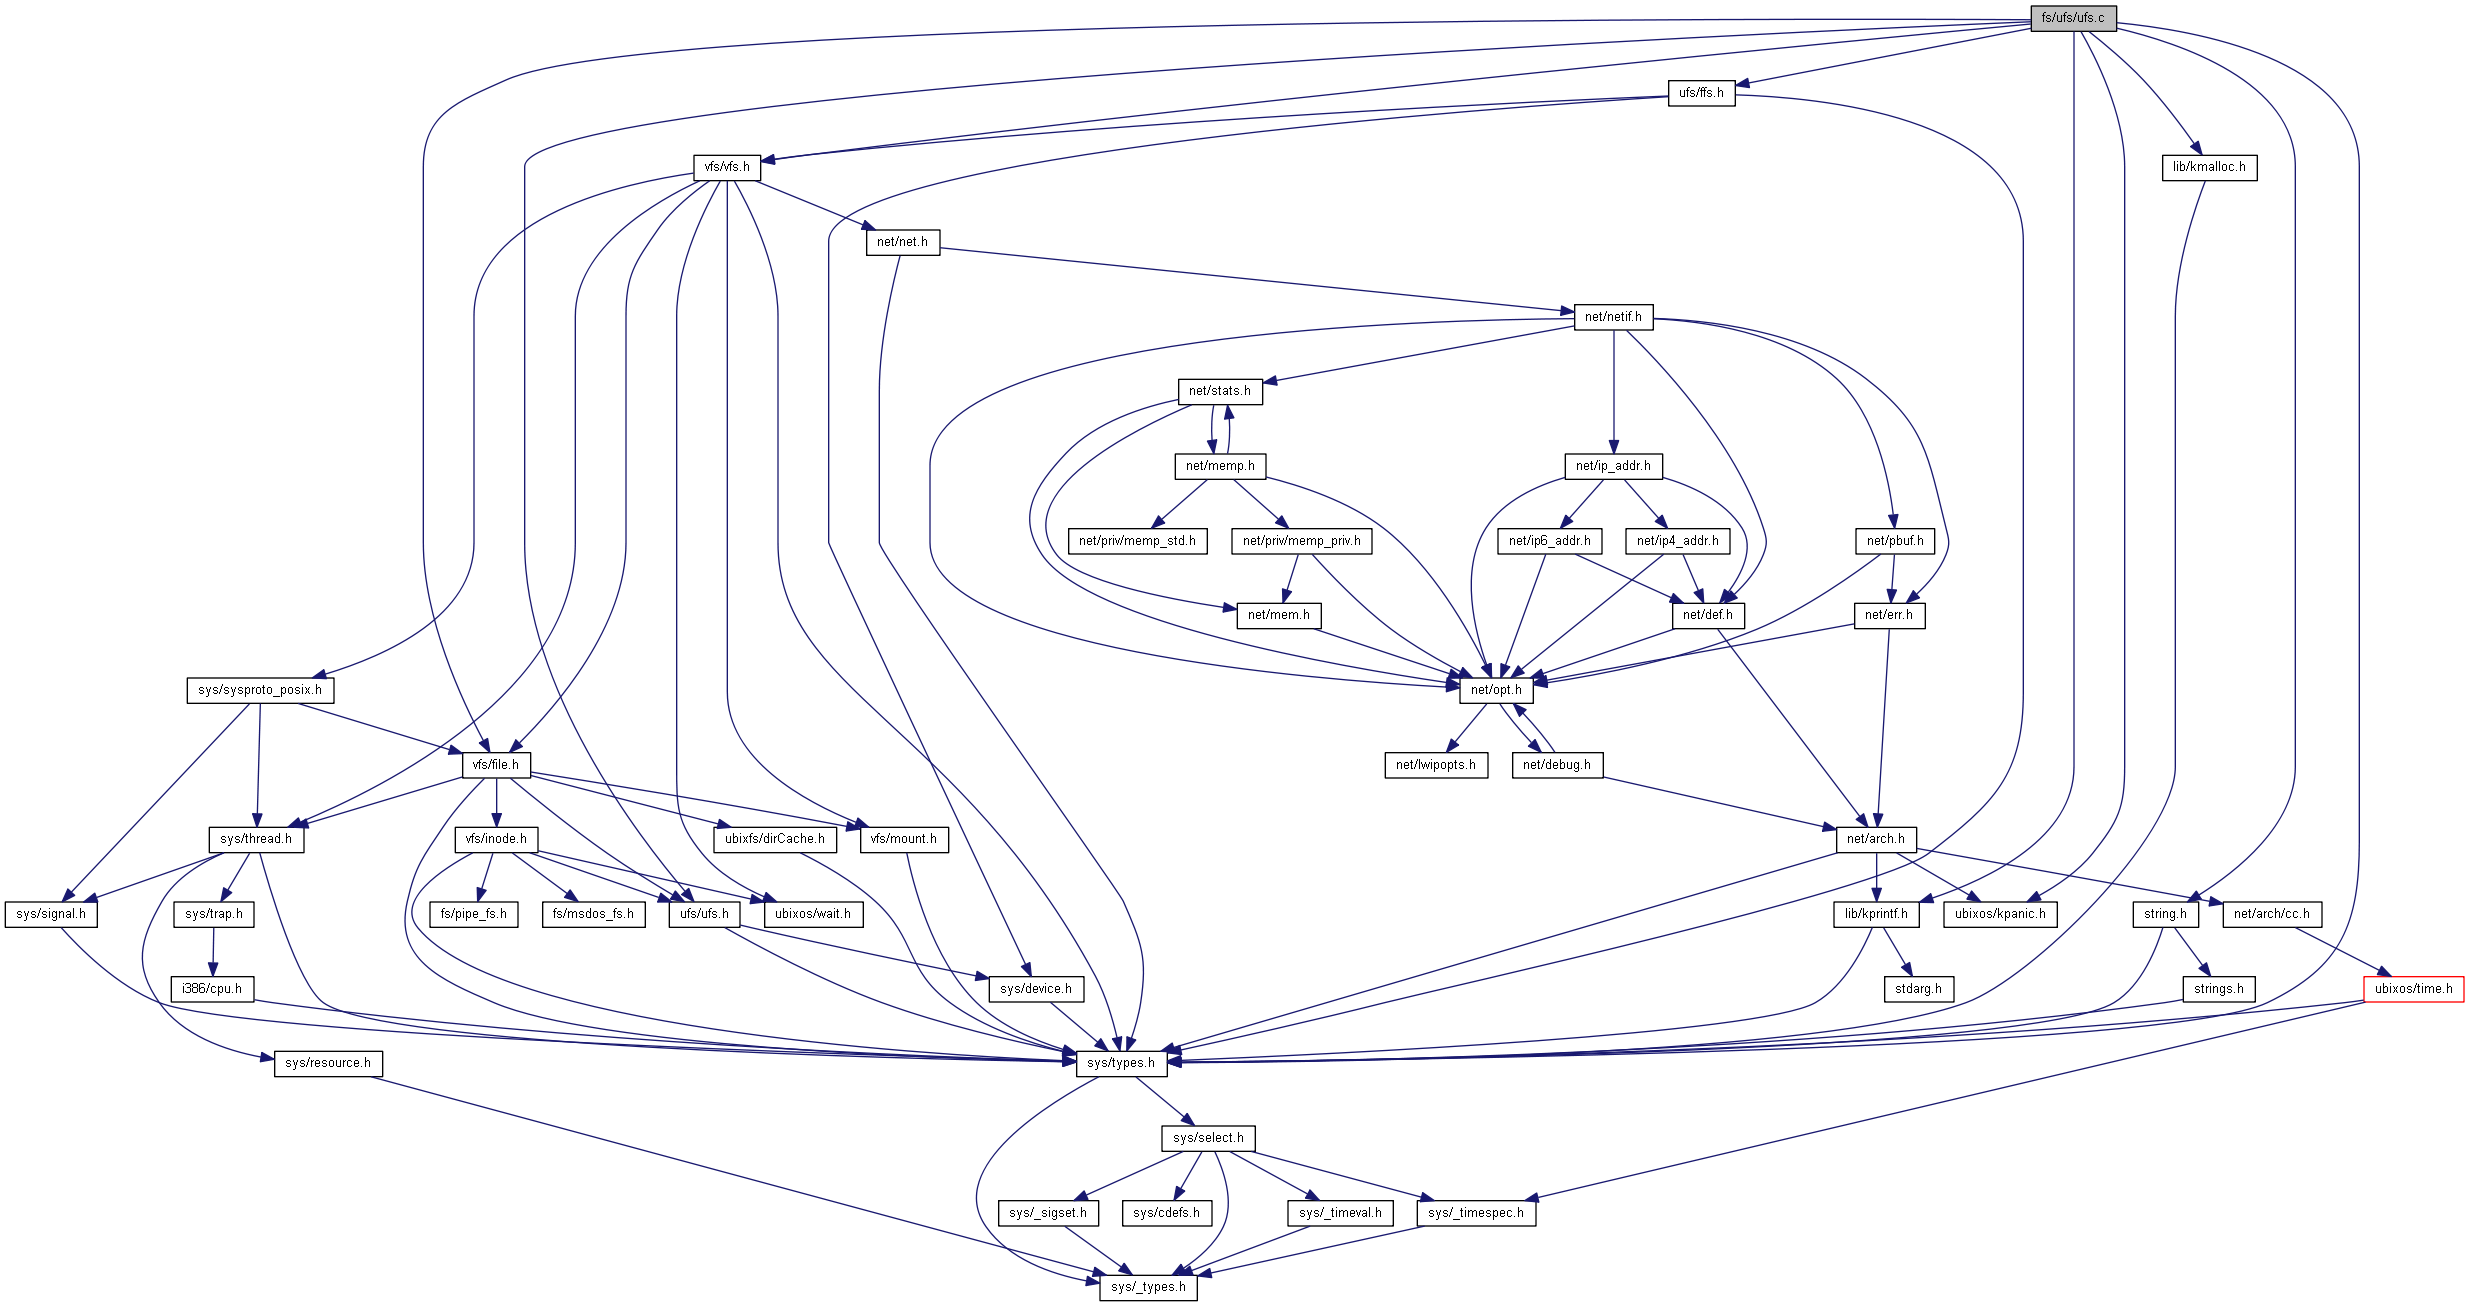 fs/ufs/ufs.c
ufs/ffs.h
vfs/vfs.h
lib/kmalloc.h
net/net.h
net/netif.h
net/stats.h
net/memp.h
net/ip_addr.h
net/priv/memp_std.h
net/priv/memp_priv.h
net/ip6_addr.h
net/ip4_addr.h
net/pbuf.h
net/mem.h
net/def.h
net/err.h
sys/sysproto_posix.h
net/opt.h
vfs/file.h
net/lwipopts.h
net/debug.h
sys/thread.h
vfs/inode.h
ubixfs/dirCache.h
vfs/mount.h
net/arch.h
sys/signal.h
sys/trap.h
fs/pipe_fs.h
fs/msdos_fs.h
ufs/ufs.h
ubixos/wait.h
lib/kprintf.h
ubixos/kpanic.h
string.h
net/arch/cc.h
i386/cpu.h
sys/device.h
stdarg.h
strings.h
ubixos/time.h
sys/resource.h
sys/types.h
sys/select.h
sys/_sigset.h
sys/cdefs.h
sys/_timeval.h
sys/_timespec.h
sys/_types.h